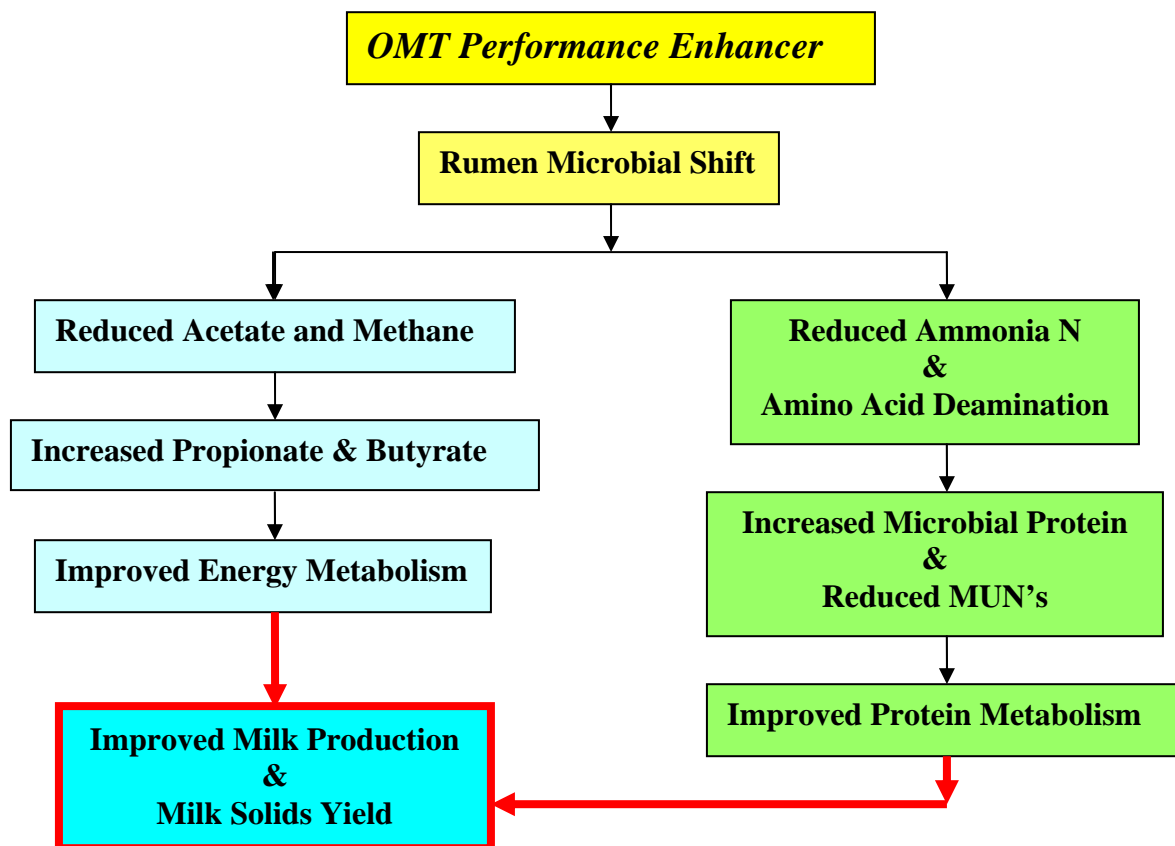 OMT Performance Enhancer
Rumen Microbial Shift
Reduced Acetate and Methane
Increased Propionate & Butyrate
Improved Energy Metabolism
Improved Milk Production
&
Milk Solids Yield
Reduced Ammonia N
&
Amino Acid Deamination
Increased Microbial Protein
&
Reduced MUN’s
Improved Protein Metabolism